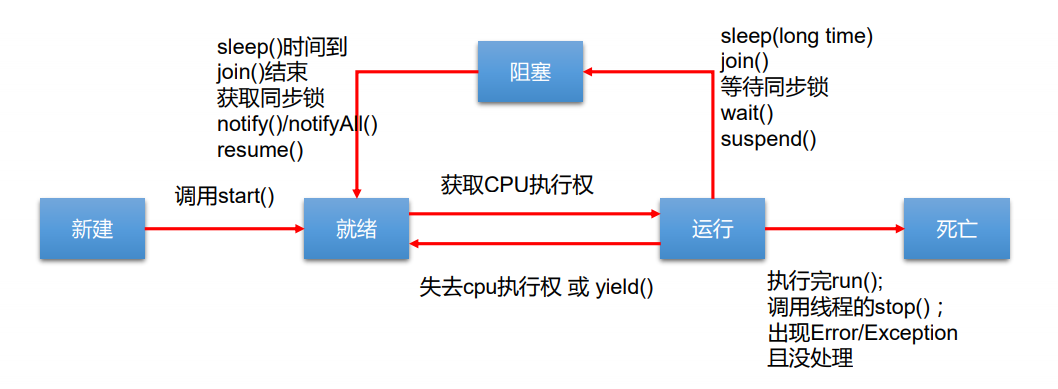 sleep()时间到
join()结束
获取同步锁
notify()/notifyAll()
resume()
阻塞
sleep(long time)
join()
等待同步锁
wait()
suspend()
调用start()
获取CPU执行权
新建
就绪
运行
死亡
失去cpu执行权 或 yield()
执行完run();
调用线程的stop() ;
出现Error/Exception
且没处理